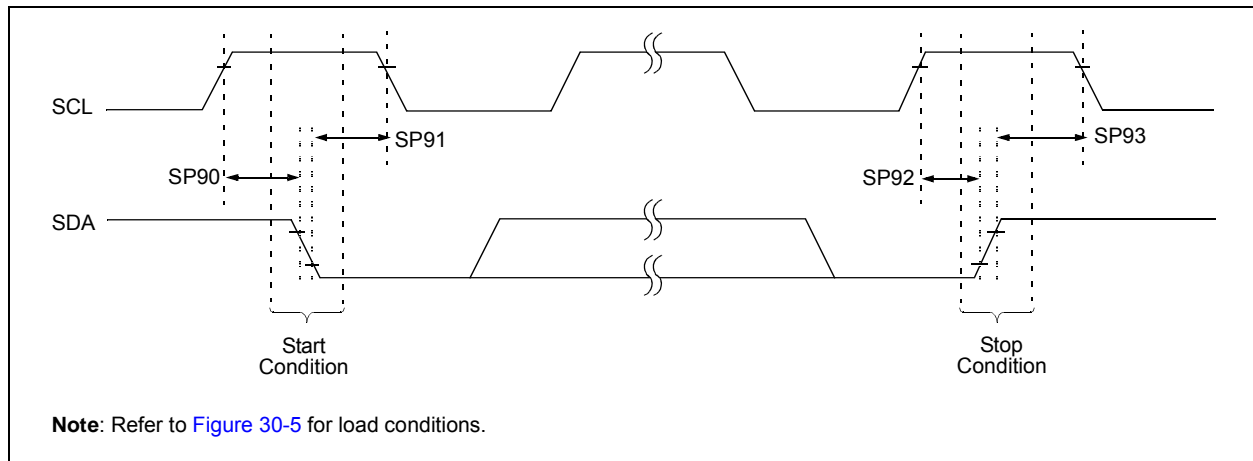 SCL
SP91
SP93
SP90
SP92
SDA
Start
Condition
Stop
Condition
Note: Refer to Figure 30-5 for load conditions.